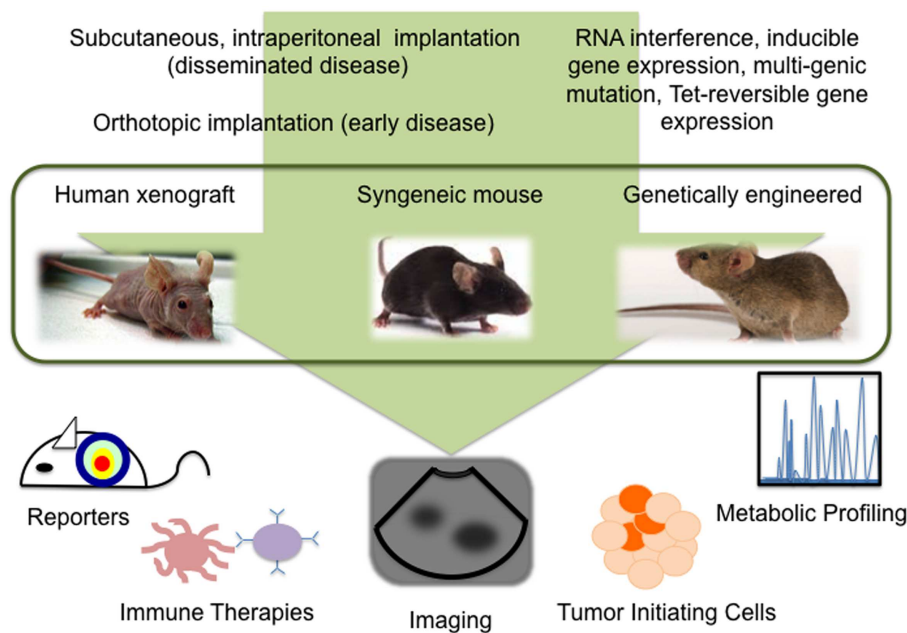 Subcutaneous, intraperitoneal implantation
(disseminated disease)
Orthotopic implantation (early disease)
RNA interference, inducible
gene expression, multi-genic
mutation, Tet-reversible gene
expression
Human xenograft
Syngeneic mouse
Genetically engineered
Reporters
Immune Therapies
Imaging
Tumor Initiating Cells
Metabolic Profiling